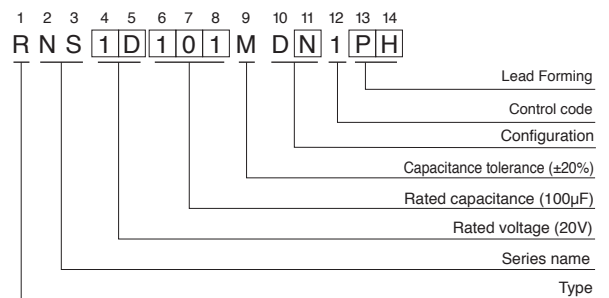 1 2 3 4 5 6 7 8 9 10 11 12 13 14
R N S 1 D 1 0 1 M D N 1 P H
Lead Forming
Control code
Configuration
Capacitance tolerance (±20%)
Rated capacitance (100µF)
Rated voltage (20V)
Series name
Type